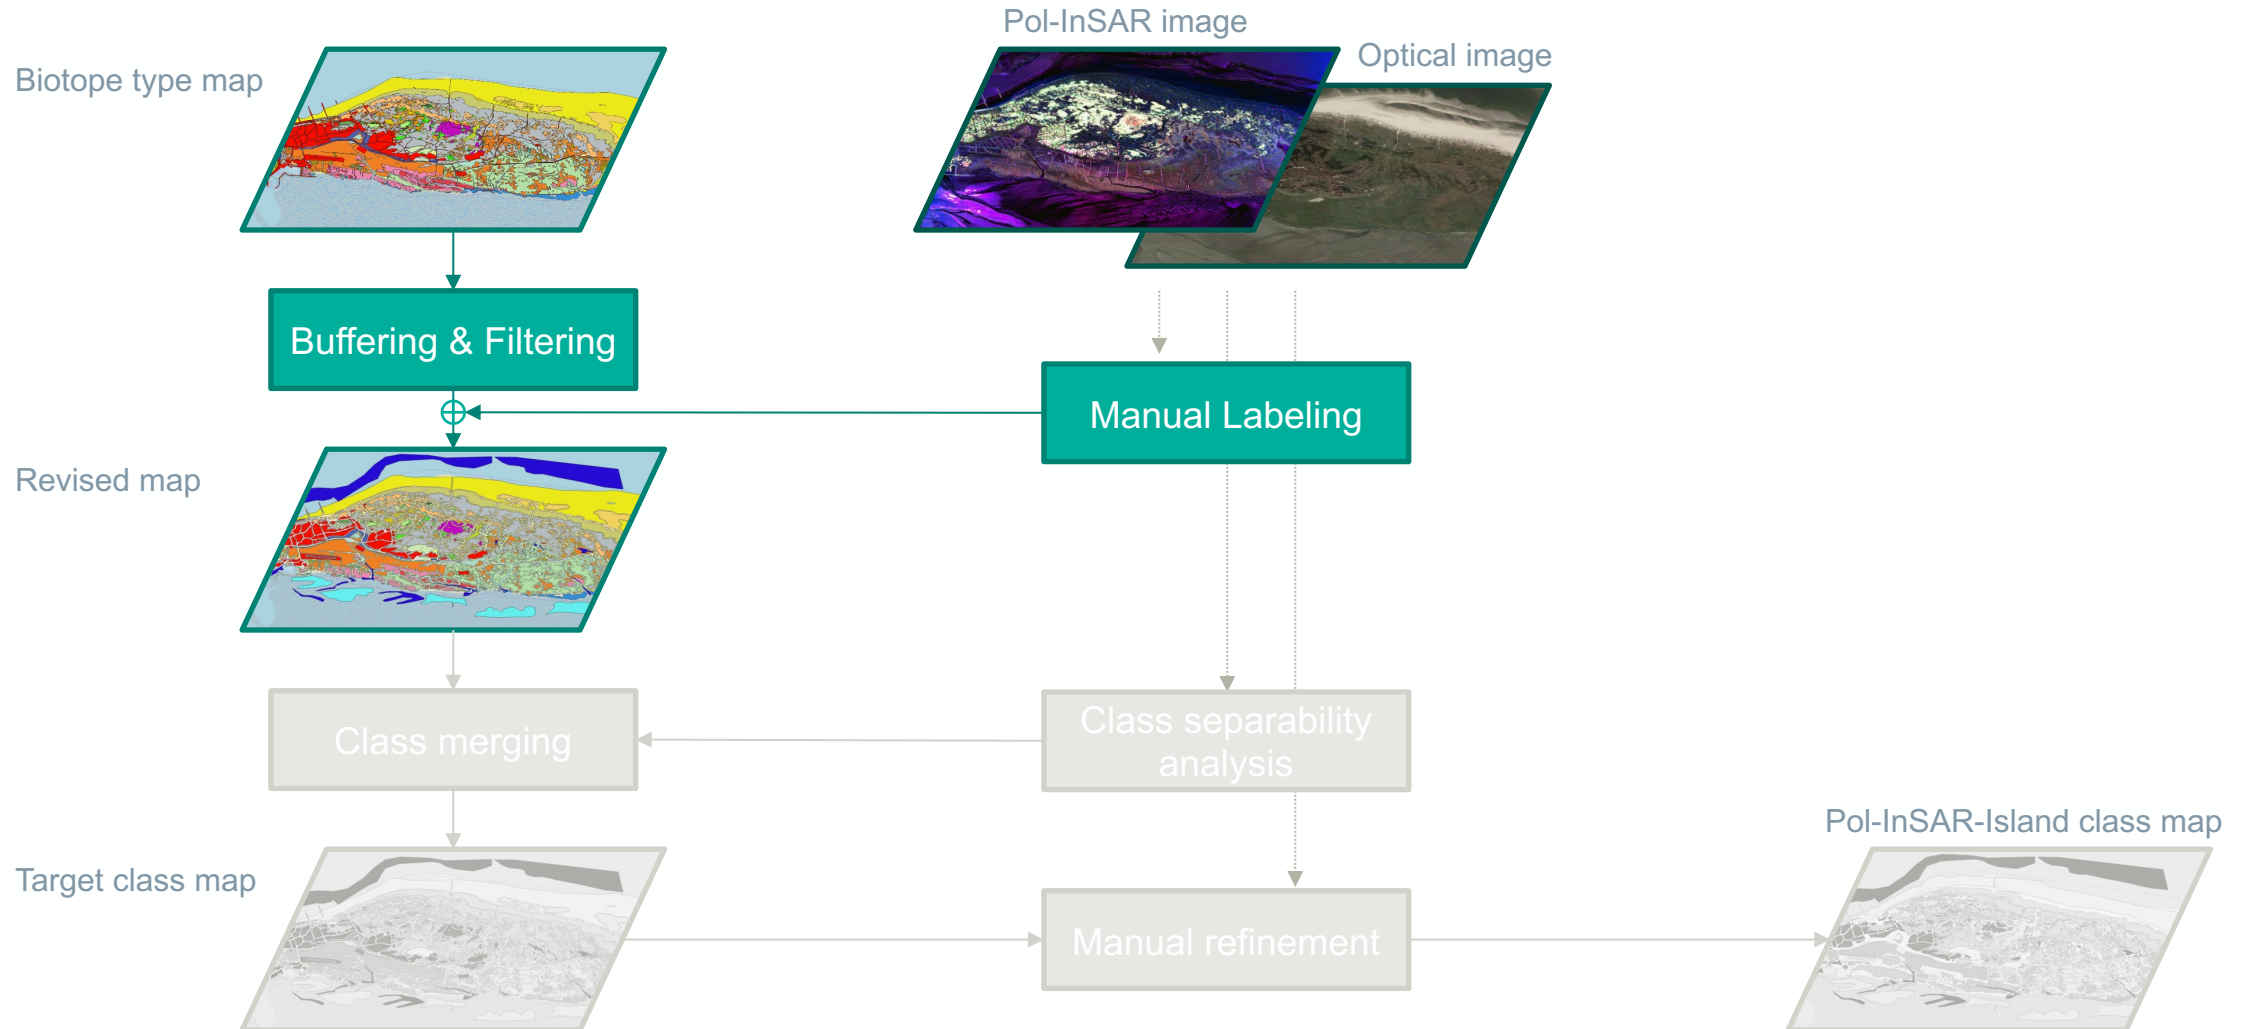 Pol-InSAR image
Optical image
Biotope type map
Buffering & Filtering
Manual Labeling
Revised map
Class merging
Class separability
analysis
Pol-InSAR-Island class map
Target class map
Manual refinement